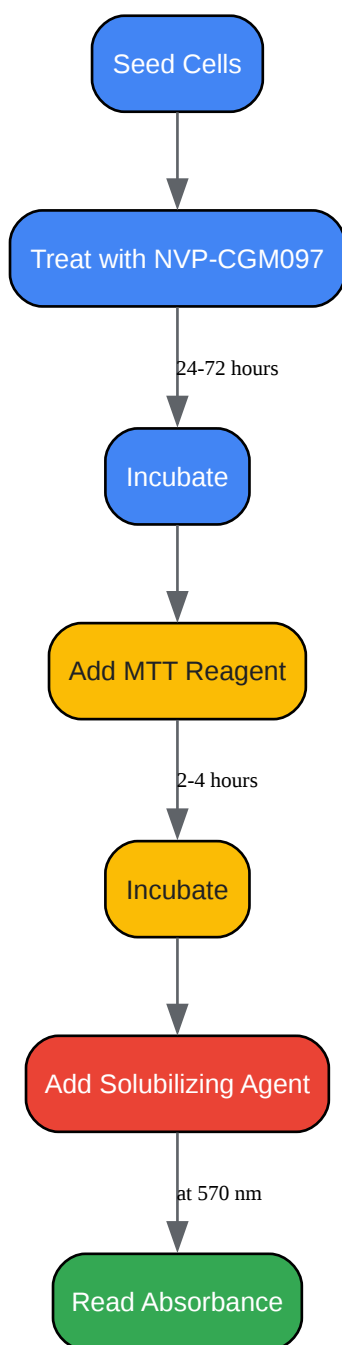 Seed Cells
Treat with NVP-CGM097
24-72 hours
Incubate
Add MTT Reagent
2-4 hours
Incubate
Add Solubilizing Agent
at 570 nm
Read Absorbance